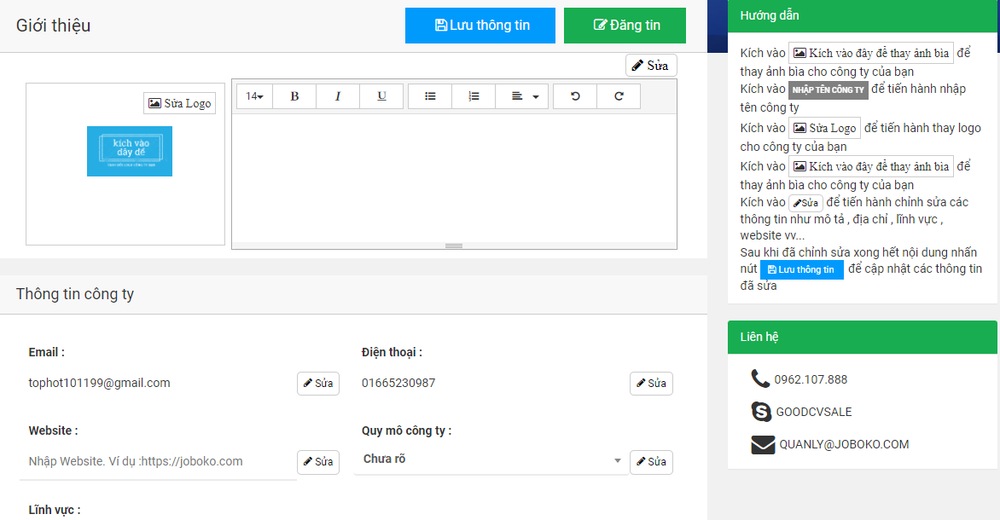 Giới thiệu
Lưu thông tin
Đăng tin
Sửa
Sửa Logo
kích vào
đây để
14
B
I
U
Thông tin công ty
Email :
tophot101199@gmail.com
Sửa
Điện thoại :
01665230987
Sửa
Website :
Nhập Website. Ví dụ :https://joboko.com
Sửa
Quy mô công ty :
Chưa rõ
Sửa
Lĩnh vực :
Hướng dẫn
Kích vào Kích vào đây để thay ảnh bìa để
thay ảnh bìa cho công ty của bạn
Kích vào NHẬP TÊN CÔNG TY để tiến hành nhập
tên công ty
Kích vào Sửa Logo để tiến hành thay logo
cho công ty của bạn
Kích vào Kích vào đây để thay ảnh bìa để
thay ảnh bìa cho công ty của bạn
Kích vào Sửa để tiến hành chỉnh sửa các
thông tin như mô tả , địa chỉ , lĩnh vực ,
website vv...
Sau khi đã chỉnh sửa xong hết nội dung nhấn
nút Lưu thông tin để cập nhật các thông tin
đã sửa
Liên hệ
0962.107.888
GOODCVSALE
QUANLY@JOBOKO.COM